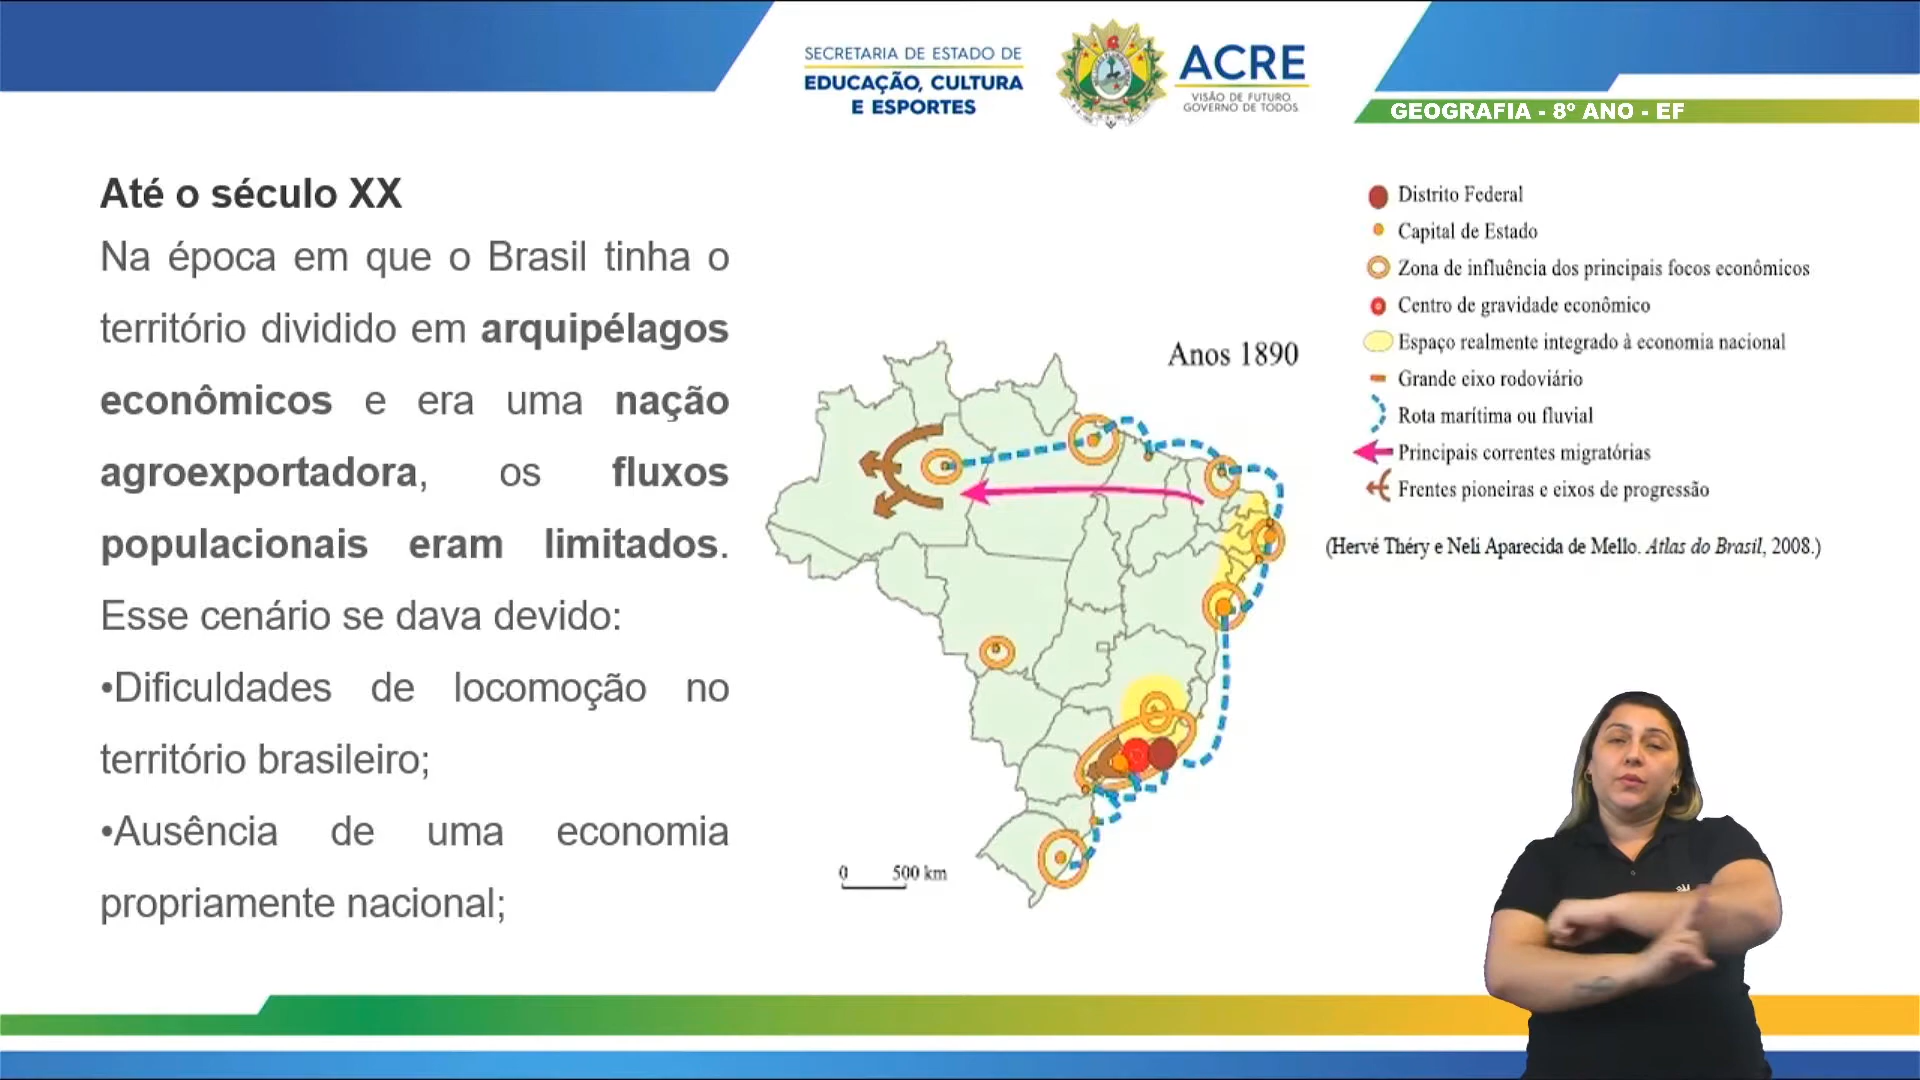 SECRETARIA DE ESTADO DE
EDUCAÇÃO, CULTURA
E ESPORTES
ACRE
VISÃO DE FUTURO.
GOVERNO DE TODOS.
GEOGRAFIA - 8º ANO - EF
Até o século XX
Na época em que o Brasil tinha o
território dividido em arquipélagos
econômicos e era uma nação
agroexportadora, os fluxos
populacionais eram limitados.
Esse cenário se dava devido:
•Dificuldades de locomoção no
território brasileiro;
•Ausência de uma economia
propriamente nacional;
Anos 1890
0 500 km
Distrito Federal
Capital de Estado
Zona de influência dos principais focos econômicos
Centro de gravidade econômico
Espaço realmente integrado à economia nacional
Grande eixo rodoviário
Rota marítima ou fluvial
Principais correntes migratórias
Frentes pioneiras e eixos de progressão
(Hervé Théry e Neli Aparecida de Mello. Atlas do Brasil, 2008.)